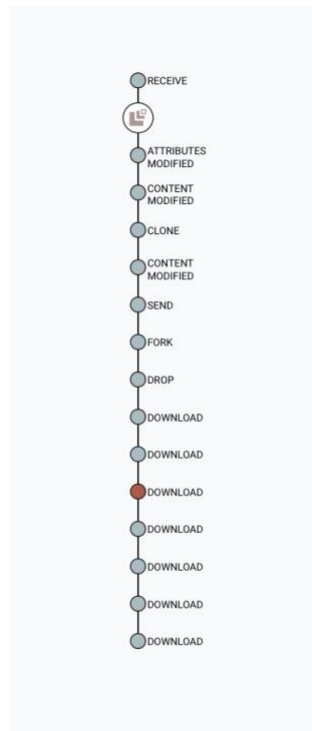 RECEIVE
ATTRIBUTES
MODIFIED
CONTENT
MODIFIED
CLONE
CONTENT
MODIFIED
SEND
FORK
DROP
DOWNLOAD
DOWNLOAD
DOWNLOAD
DOWNLOAD
DOWNLOAD
DOWNLOAD
DOWNLOAD